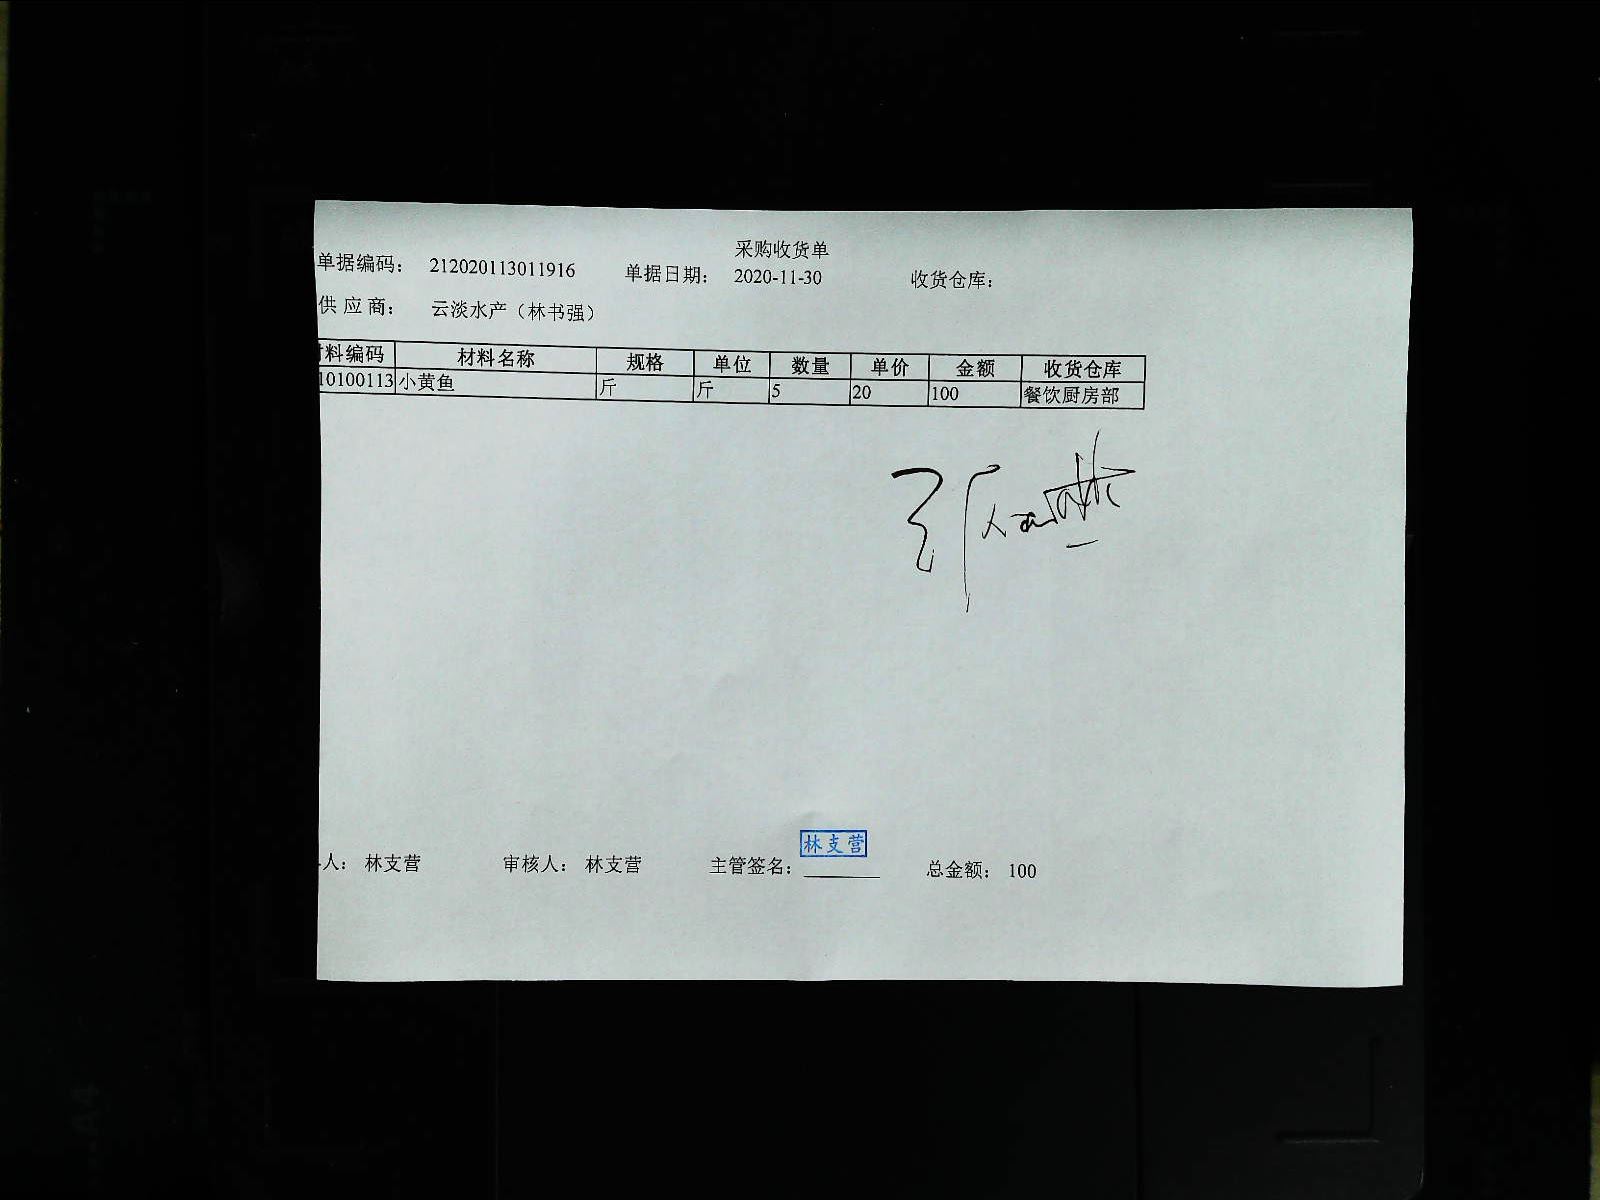 采购收货单
单据编码： 212020113011916 单据日期： 2020-11-30 收货仓库：
供 应 商： 云淡水产（林书强）
料编码 材料名称 规格 单位 数量 单价 金额 收货仓库
10100113 小黄鱼 斤 斤 5 20 100 餐饮厨房部
林支营
人： 林支营 审核人： 林支营 主管签名： 总金额： 100